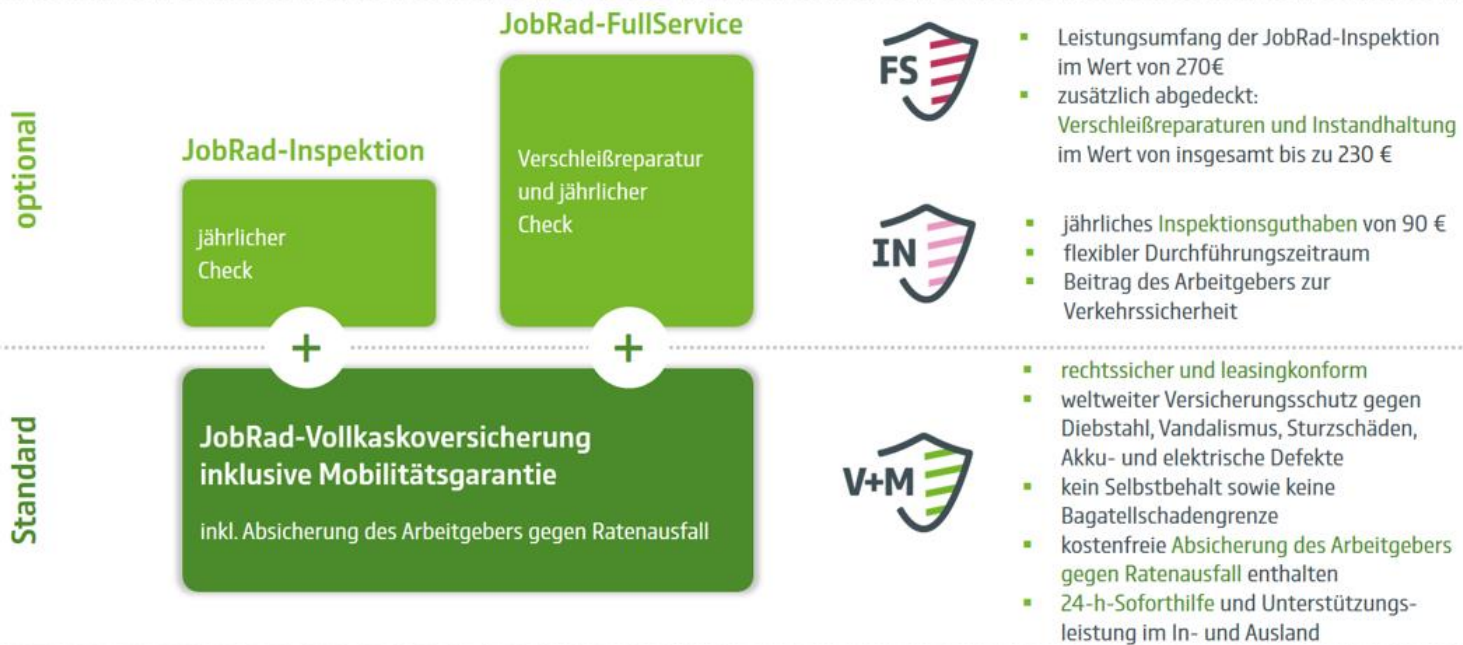 optional
JobRad-Inspektion
jährlicher
Check
+
JobRad-FullService
Verschleißreparatur
und jährlicher
Check
+
FS
▪ Leistungsumfang der JobRad-Inspektion
im Wert von 270€
▪ zusätzlich abgedeckt:
Verschleißreparaturen und Instandhaltung
im Wert von insgesamt bis zu 230 €
IN
▪ jährliches Inspektionsguthaben von 90 €
▪ flexibler Durchführungszeitraum
▪ Beitrag des Arbeitgebers zur
Verkehrssicherheit
Standard
JobRad-Vollkaskoversicherung
inklusive Mobilitätsgarantie
inkl. Absicherung des Arbeitgebers gegen Ratenausfall
V+M
▪ rechtssicher und leasingkonform
▪ weltweiter Versicherungsschutz gegen
Diebstahl, Vandalismus, Sturzschäden,
Akku- und elektrische Defekte
▪ kein Selbstbehalt sowie keine
Bagatellschadengrenze
▪ kostenfreie Absicherung des Arbeitgebers
gegen Ratenausfall enthalten
▪ 24-h-Soforthilfe und Unterstützungs-
leistung im In- und Ausland